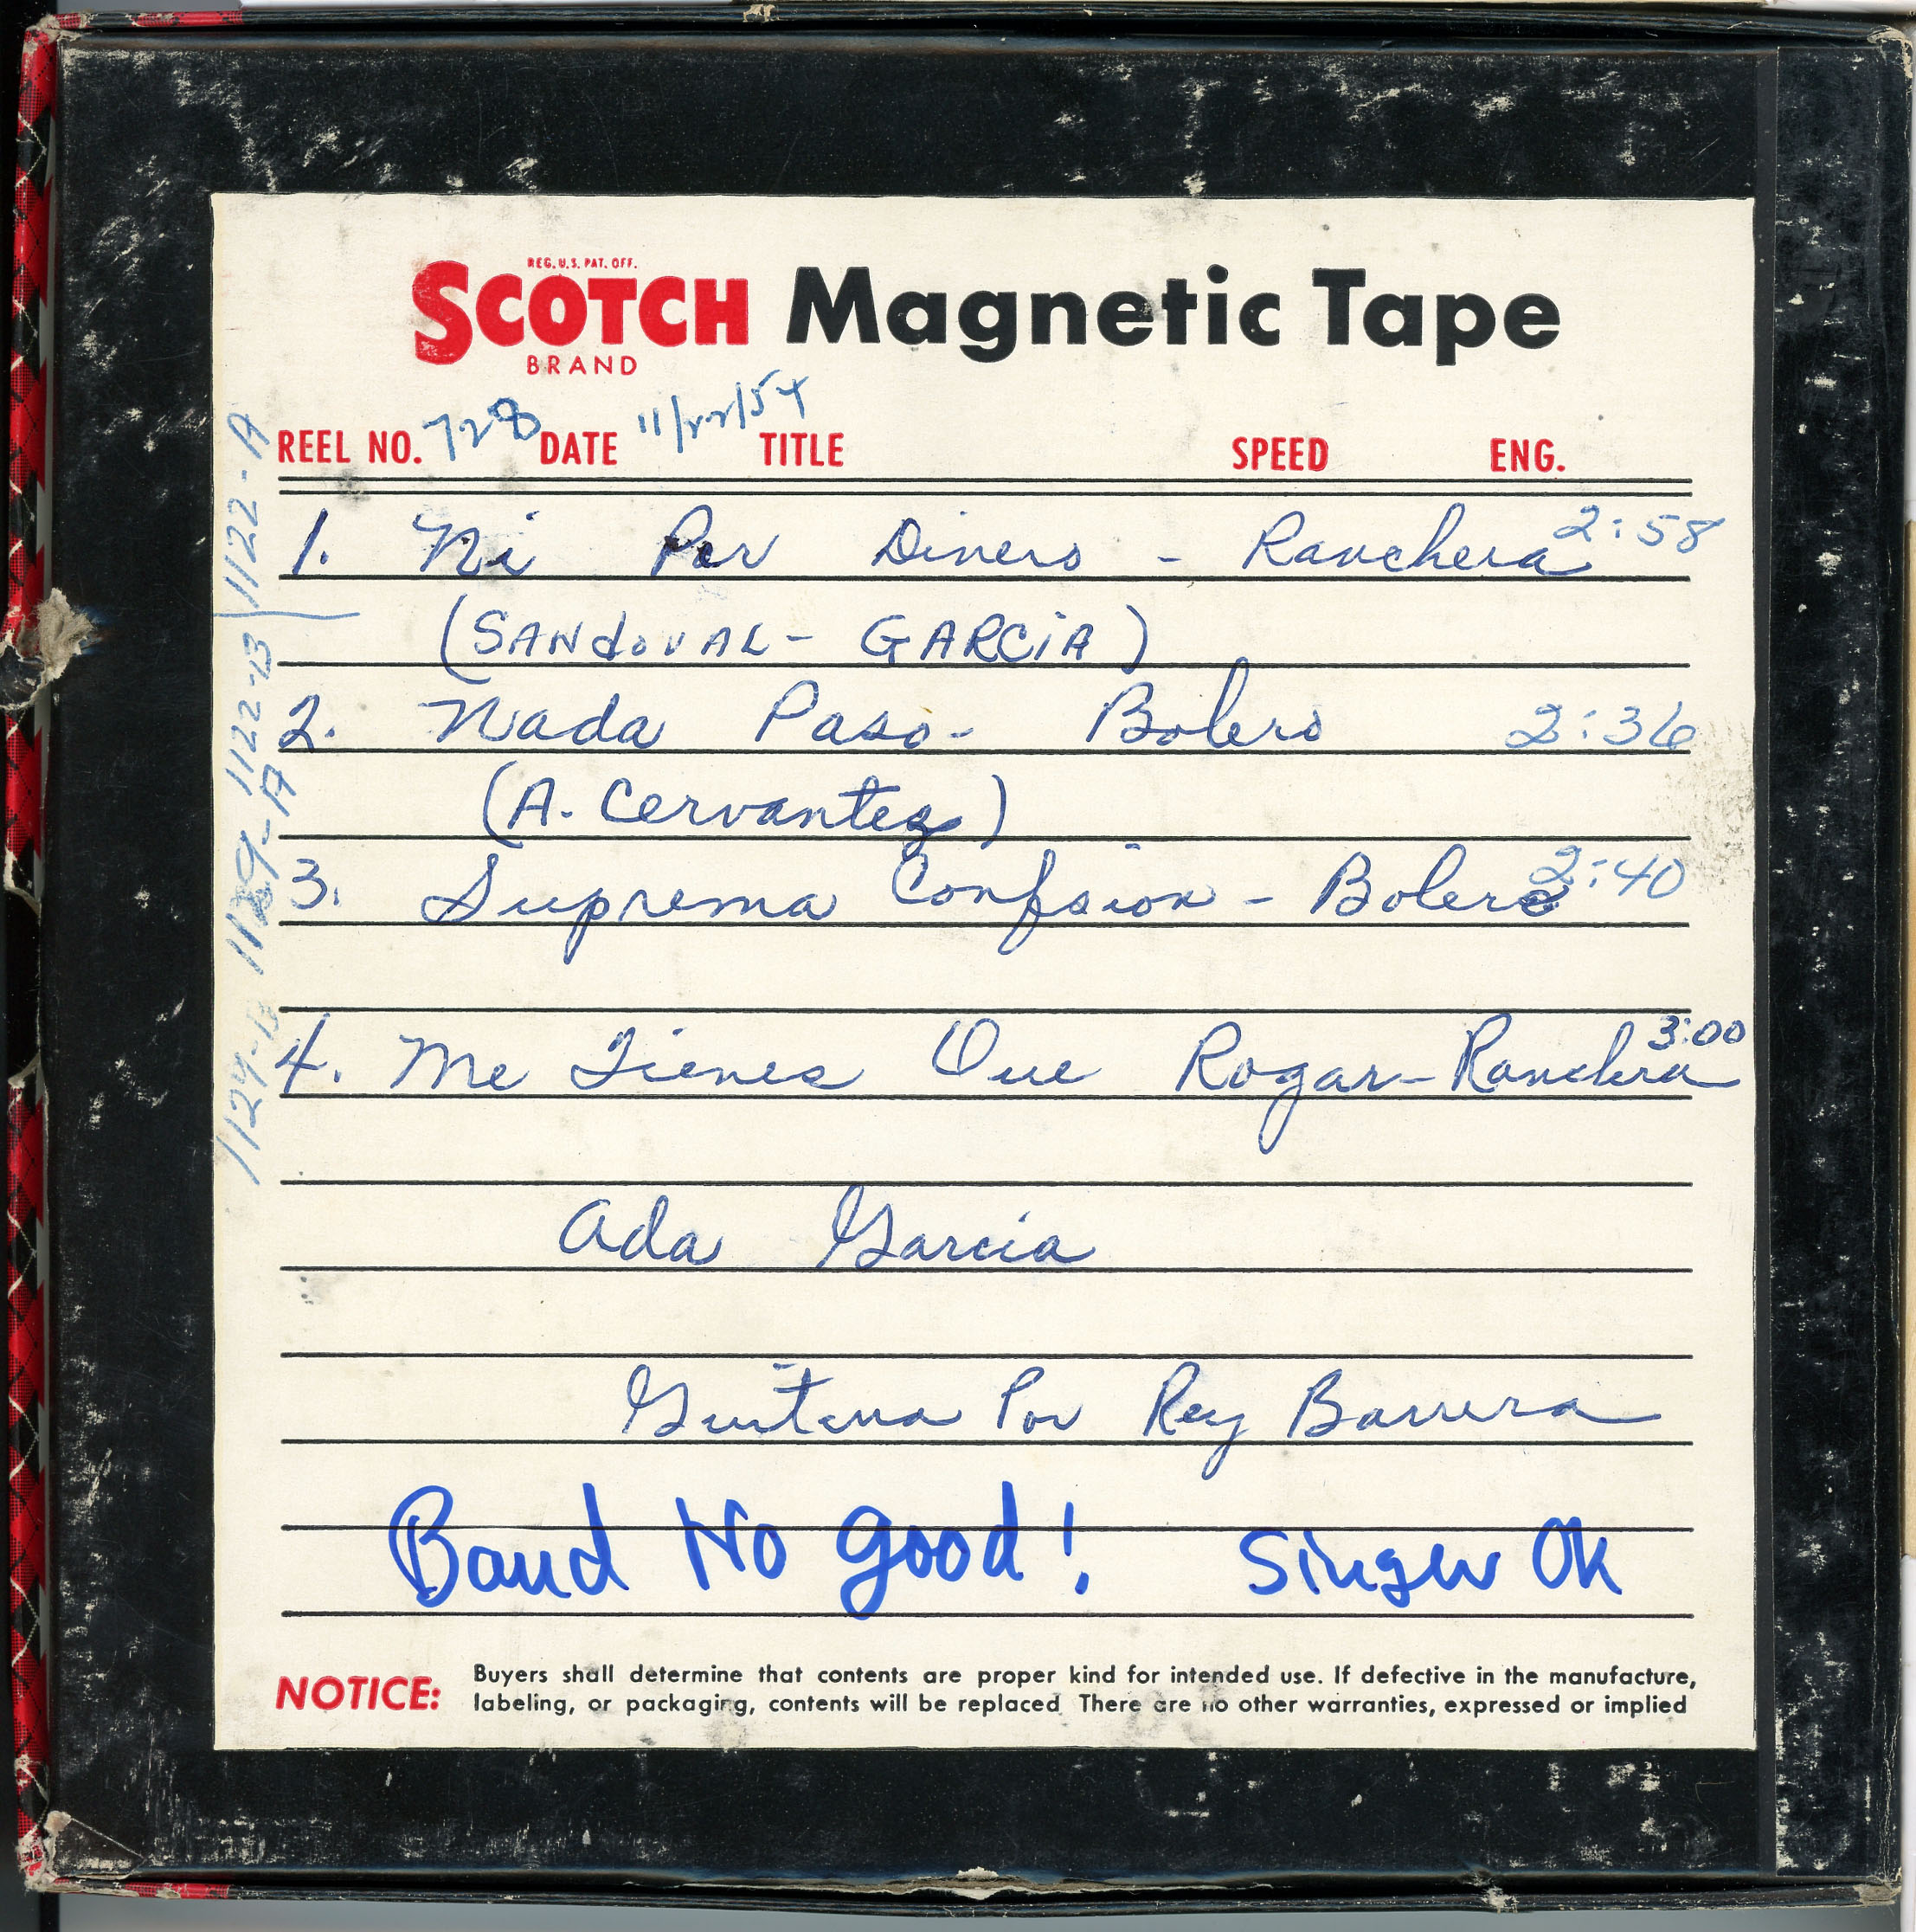 REG. U.S. PAT. OFF.
SCOTCH Magnetic Tape
BRAND
REEL NO. 728 DATE 11/22/54 TITLE SPEED ENG.
1. Ni Por Dinero - Ranchera 2:58
(SANdoVAL - GARCiA)
2. Nada Paso - Bolero 2:36
(A. Cervantes)
3. Suprema Confsion - Bolero 2:40
4. Me Tienes Que Rogar - Ranchera 3:00
Ada Garcia
Guitarra Por Rey Barrera
Band No good! Singer Ok
NOTICE: Buyers shall determine that contents are proper kind for intended use. If defective in the manufacture,
labeling, or packaging, contents will be replaced. There are no other warranties, expressed or implied
1122-A
1122-B